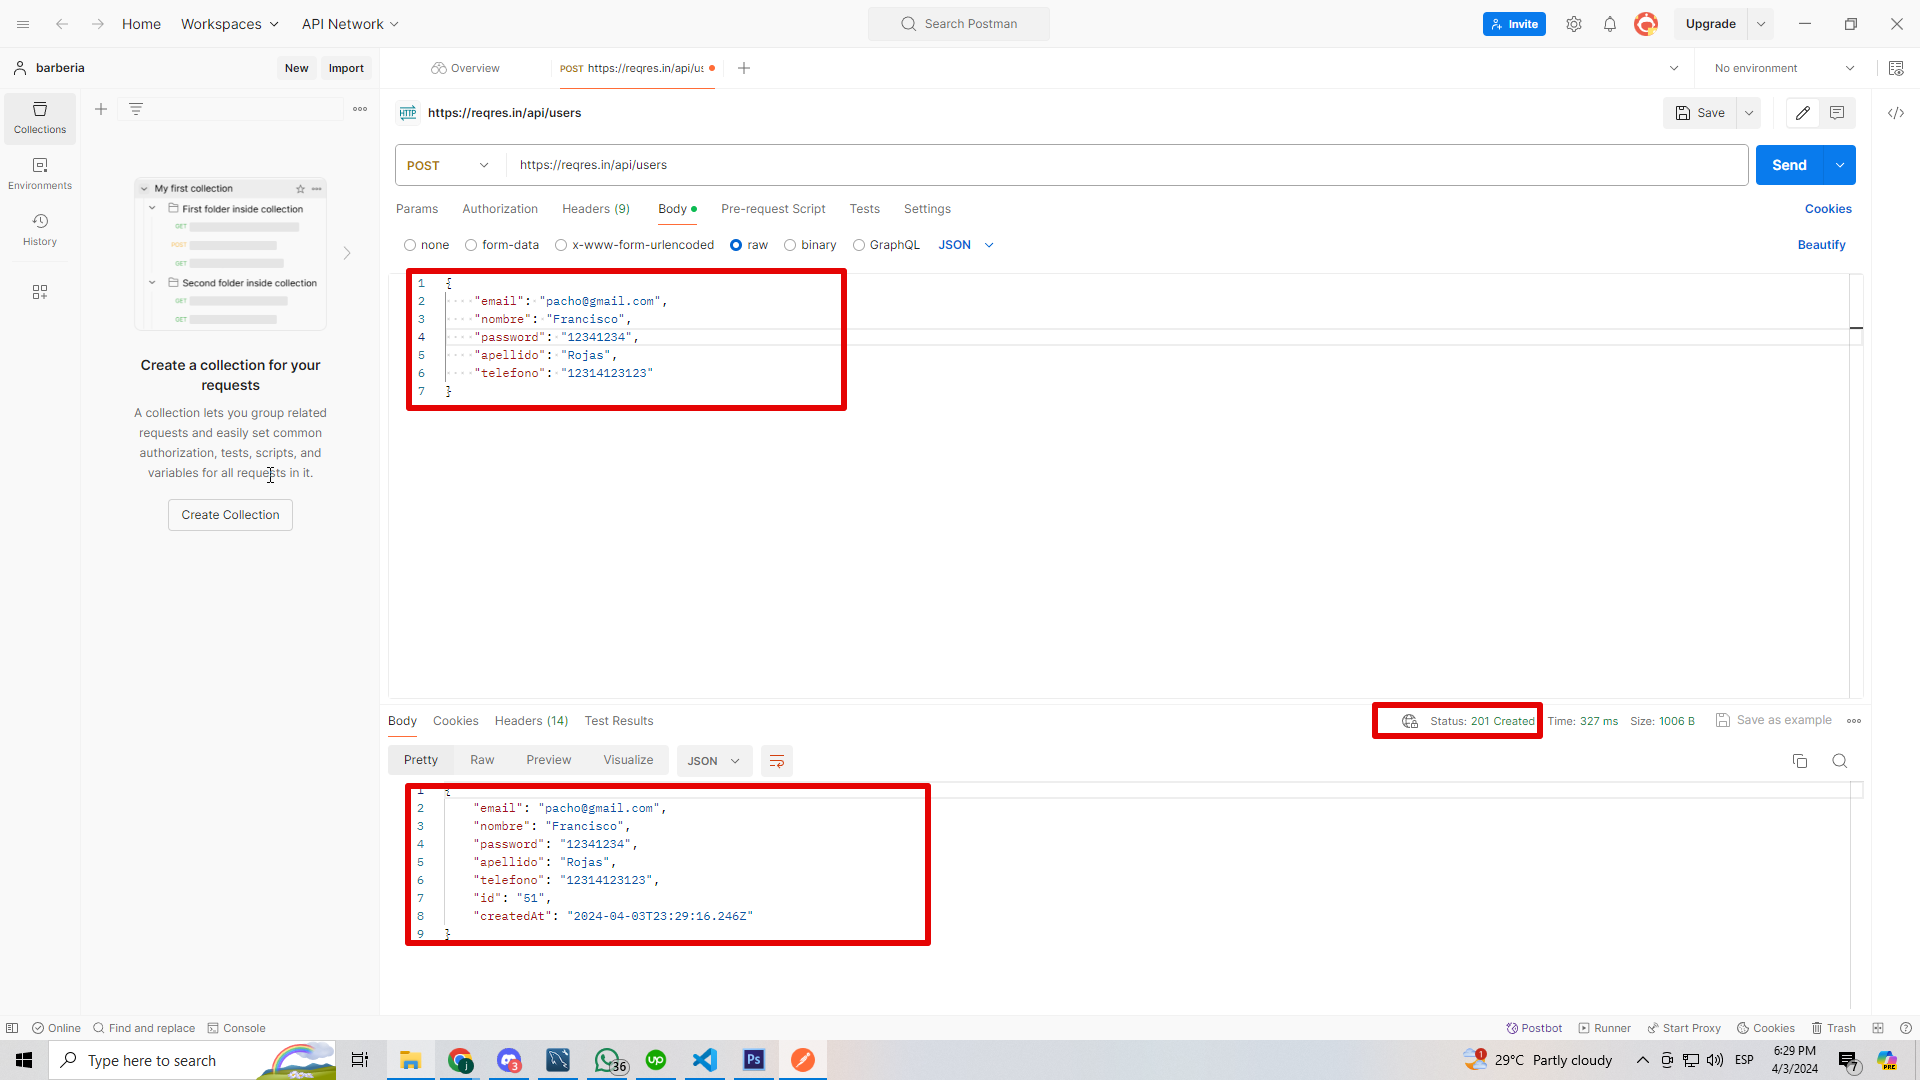 Home Workspaces API Network
Search Postman
Invite
Upgrade
barberia New Import
Overview
POST https://reqres.in/api/us
No environment
Collections
Environments
History
My first collection
First folder inside collection
GET
POST
GET
Second folder inside collection
GET
GET
Create a collection for your
requests
A collection lets you group related
requests and easily set common
authorization, tests, scripts, and
variables for all requests in it.
Create Collection
HTTP https://reqres.in/api/users
Save
POST https://reqres.in/api/users
Send
Params Authorization Headers (9) Body Pre-request Script Tests Settings
Cookies
none form-data x-www-form-urlencoded raw binary GraphQL JSON
Beautify
1 {
2 ····"email":·"pacho@gmail.com",
3 ····"nombre":·"Francisco",
4 ····"password":·"12341234",
5 ····"apellido":·"Rojas",
6 ····"telefono":·"12314123123"
7 }
Body Cookies Headers (14) Test Results
Status: 201 Created Time: 327 ms Size: 1006 B Save as example
Pretty Raw Preview Visualize JSON
1 {
2 "email": "pacho@gmail.com",
3 "nombre": "Francisco",
4 "password": "12341234",
5 "apellido": "Rojas",
6 "telefono": "12314123123",
7 "id": "51",
8 "createdAt": "2024-04-03T23:29:16.246Z"
9 }
Online Find and replace Console
Postbot Runner Start Proxy Cookies Trash
Type here to search
j
3
36
up
Ps
1
29°C Partly cloudy
ESP
6:29 PM
4/3/2024
7
PRE